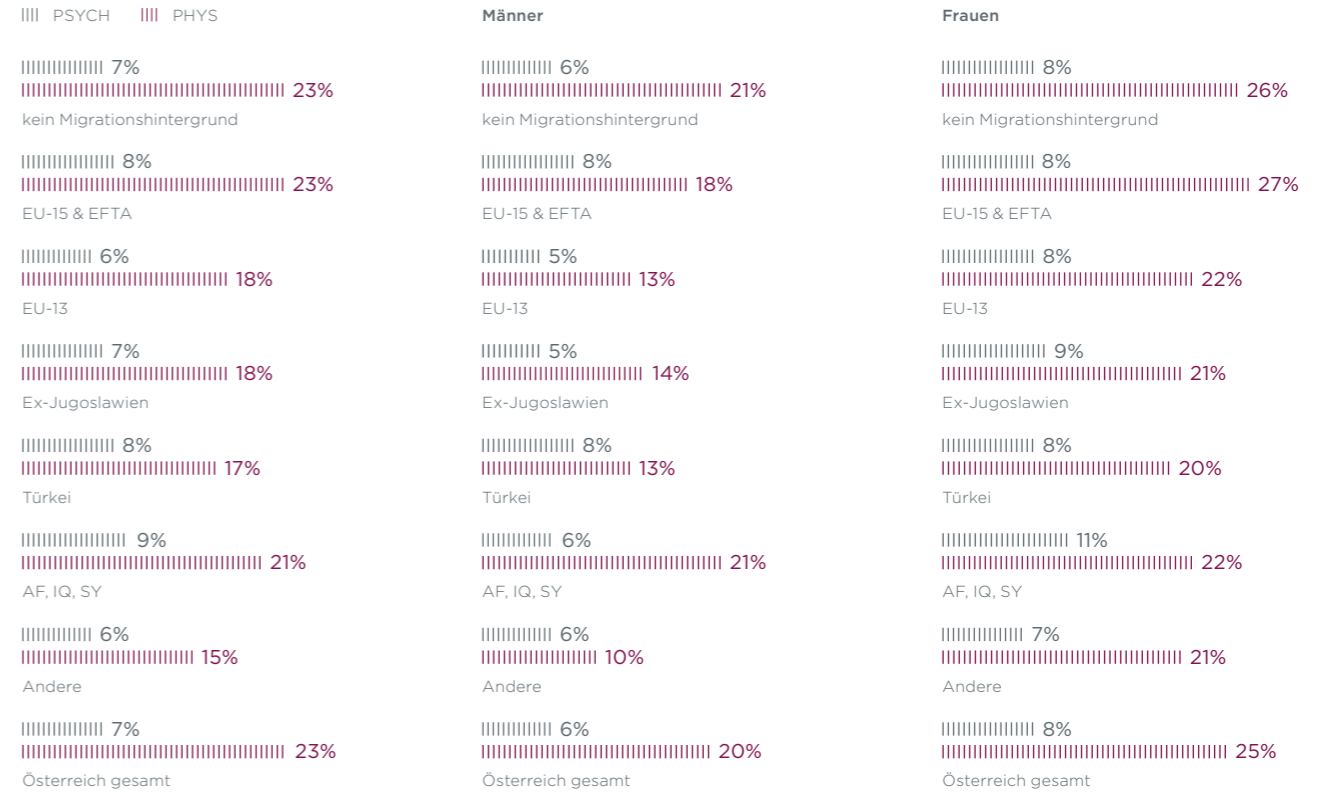 PSYCH PHYS
7%
23%
kein Migrationshintergrund
8%
23%
EU-15 & EFTA
6%
18%
EU-13
7%
18%
Ex-Jugoslawien
8%
17%
Türkei
9%
21%
AF, IQ, SY
6%
15%
Andere
7%
23%
Österreich gesamt
Männer
6%
21%
kein Migrationshintergrund
8%
18%
EU-15 & EFTA
5%
13%
EU-13
5%
14%
Ex-Jugoslawien
8%
13%
Türkei
6%
21%
AF, IQ, SY
6%
10%
Andere
6%
20%
Österreich gesamt
Frauen
8%
26%
kein Migrationshintergrund
8%
27%
EU-15 & EFTA
8%
22%
EU-13
9%
21%
Ex-Jugoslawien
8%
20%
Türkei
11%
22%
AF, IQ, SY
7%
21%
Andere
8%
25%
Österreich gesamt